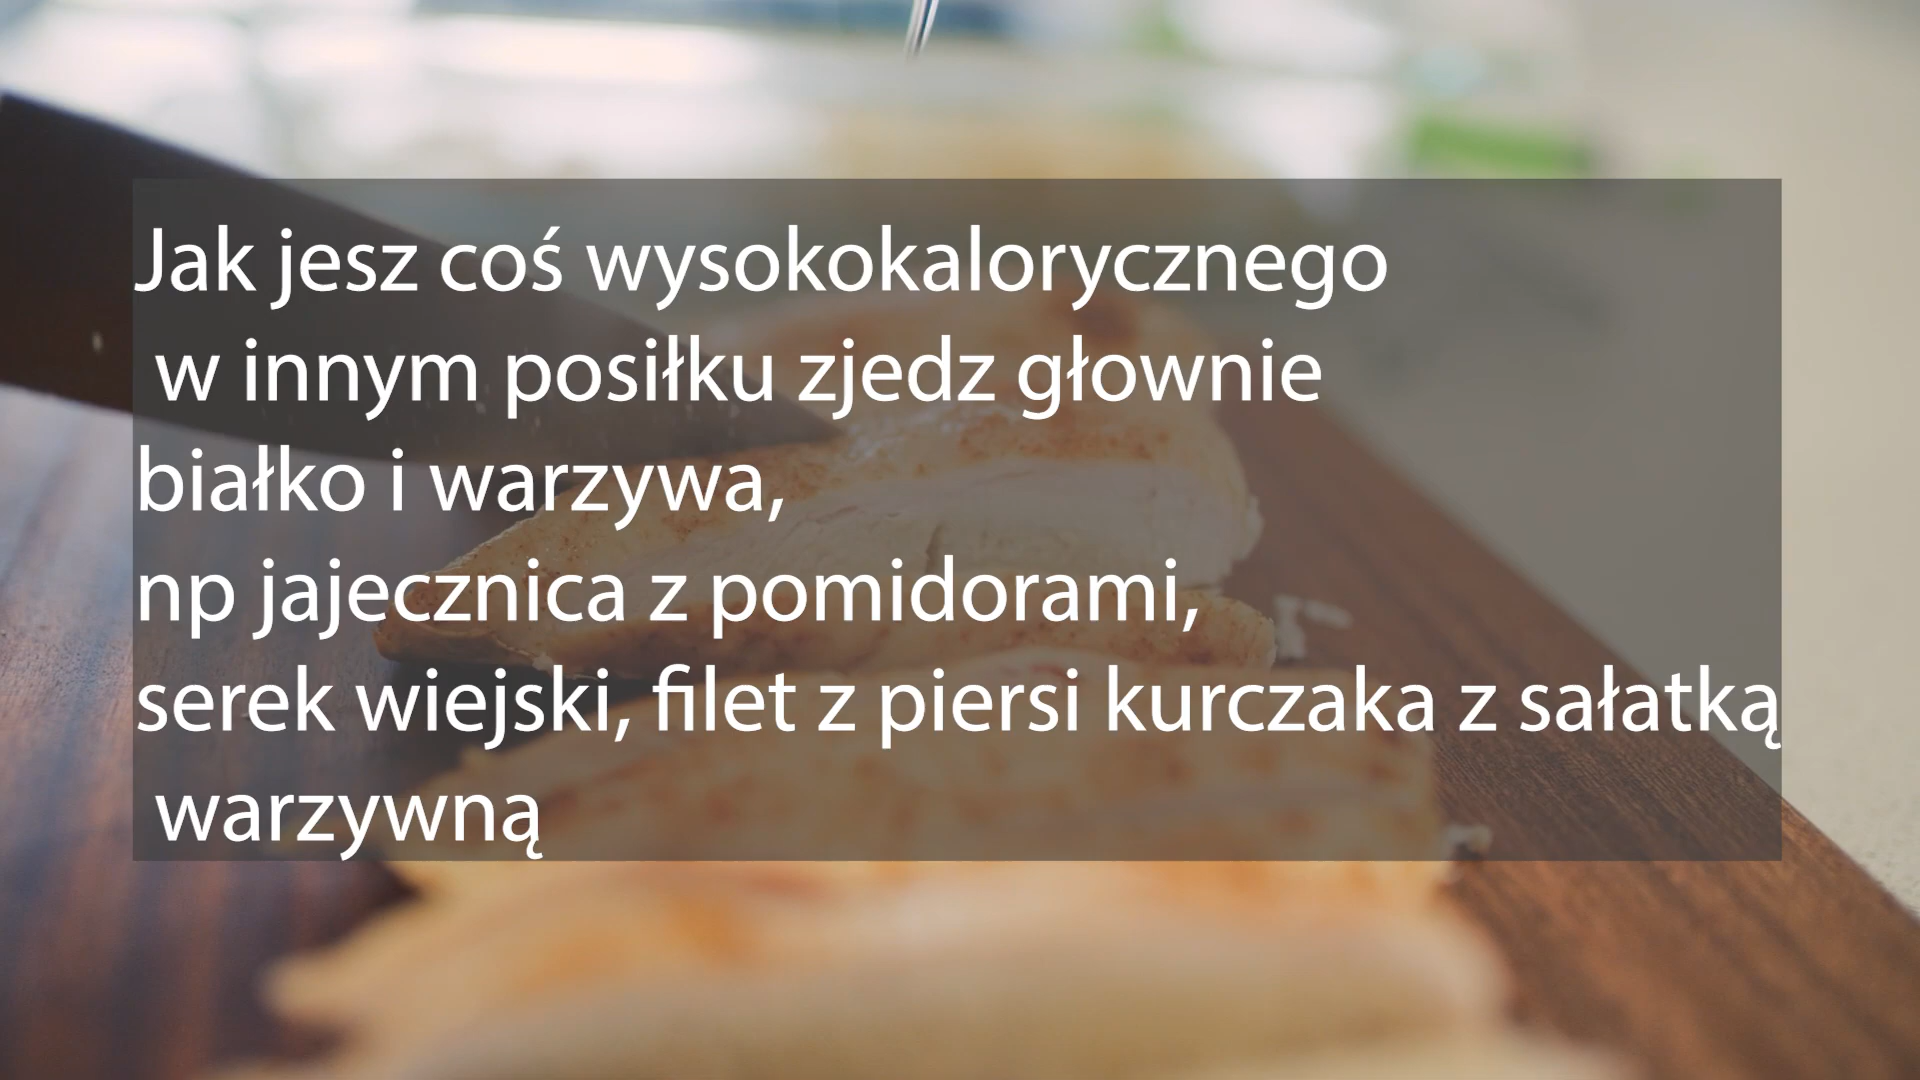 Jak jesz coś wysokokalorycznego
w innym posiłku zjedz głownie
białko i warzywa,
np jajecznica z pomidorami,
serek wiejski, filet z piersi kurczaka z sałatką
warzywną